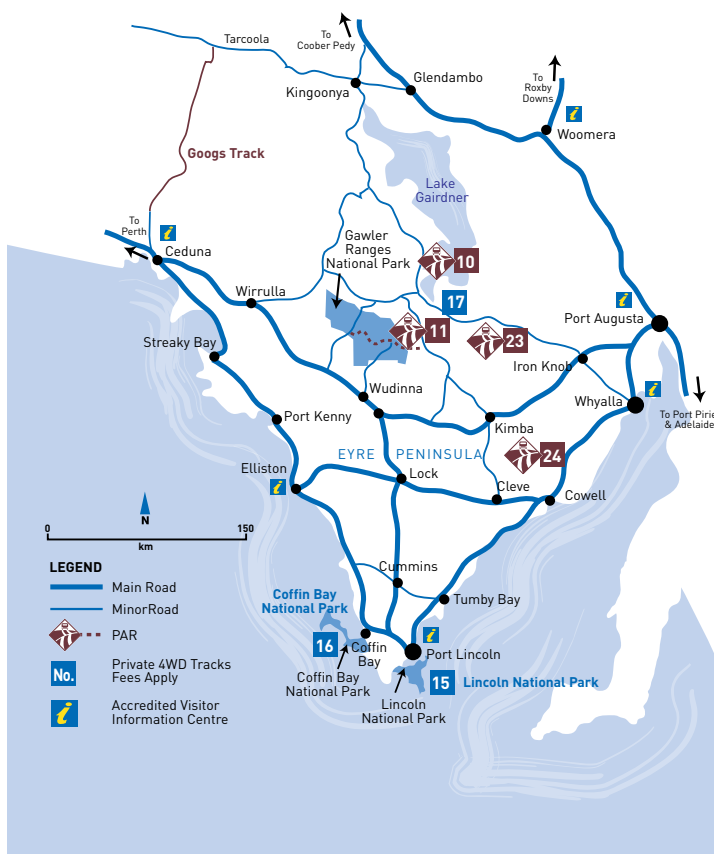 Tarcoola
To
Coober Pedy
Kingoonya
Glendambo
To
Roxby
Downs
i
Woomera
Googs Track
Lake
Gairdner
To
Perth
i
Ceduna
Gawler
Ranges
National Park
10
Wirrulla
17
i
Port Augusta
11
23
Streaky Bay
Iron Knob
Wudinna
i
Whyalla
To Port Pirie
& Adelaide
Port Kenny
Kimba
EYRE PENINSULA
24
Elliston
i
Lock
Cleve
Cowell
N
0 150
km
LEGEND
Main Road
MinorRoad
PAR
No.
Private 4WD Tracks
Fees Apply
i
Accredited Visitor
Information Centre
Cummins
Coffin Bay
National Park
Tumby Bay
16
Coffin
Bay
i
Port Lincoln
Coffin Bay
National Park
15
Lincoln National Park
Lincoln
National Park